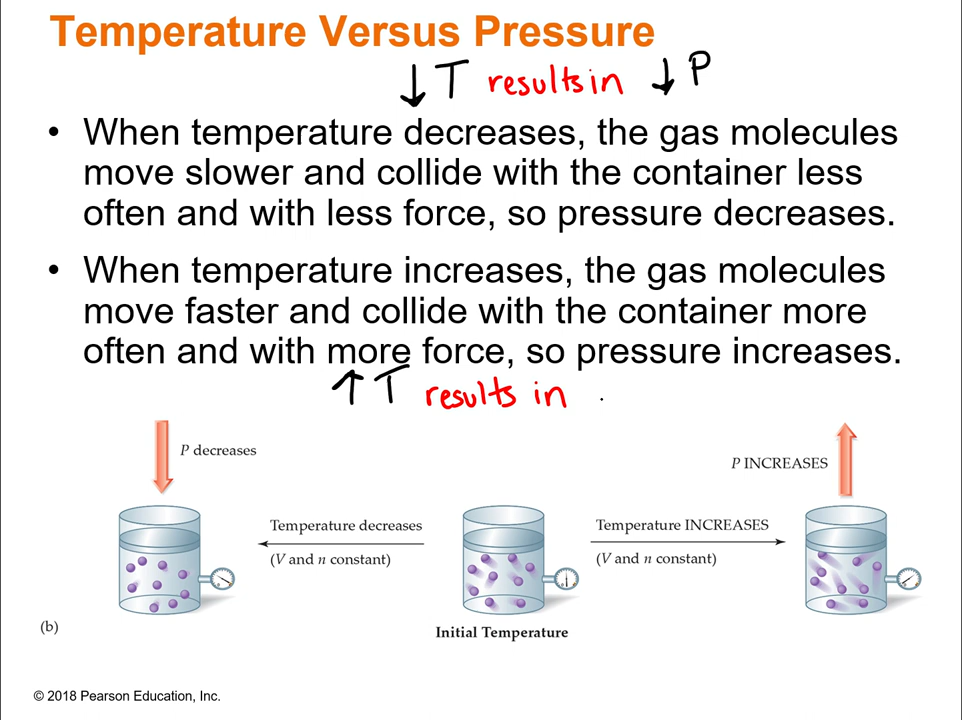 Temperature Versus Pressure
↓ T results in ↓ P
• When temperature decreases, the gas molecules
move slower and collide with the container less
often and with less force, so pressure decreases.
• When temperature increases, the gas molecules
move faster and collide with the container more
often and with more force, so pressure increases.
↑ T results in
P decreases
P INCREASES
Temperature decreases
(V and n constant)
Temperature INCREASES
(V and n constant)
(b)
Initial Temperature
© 2018 Pearson Education, Inc.